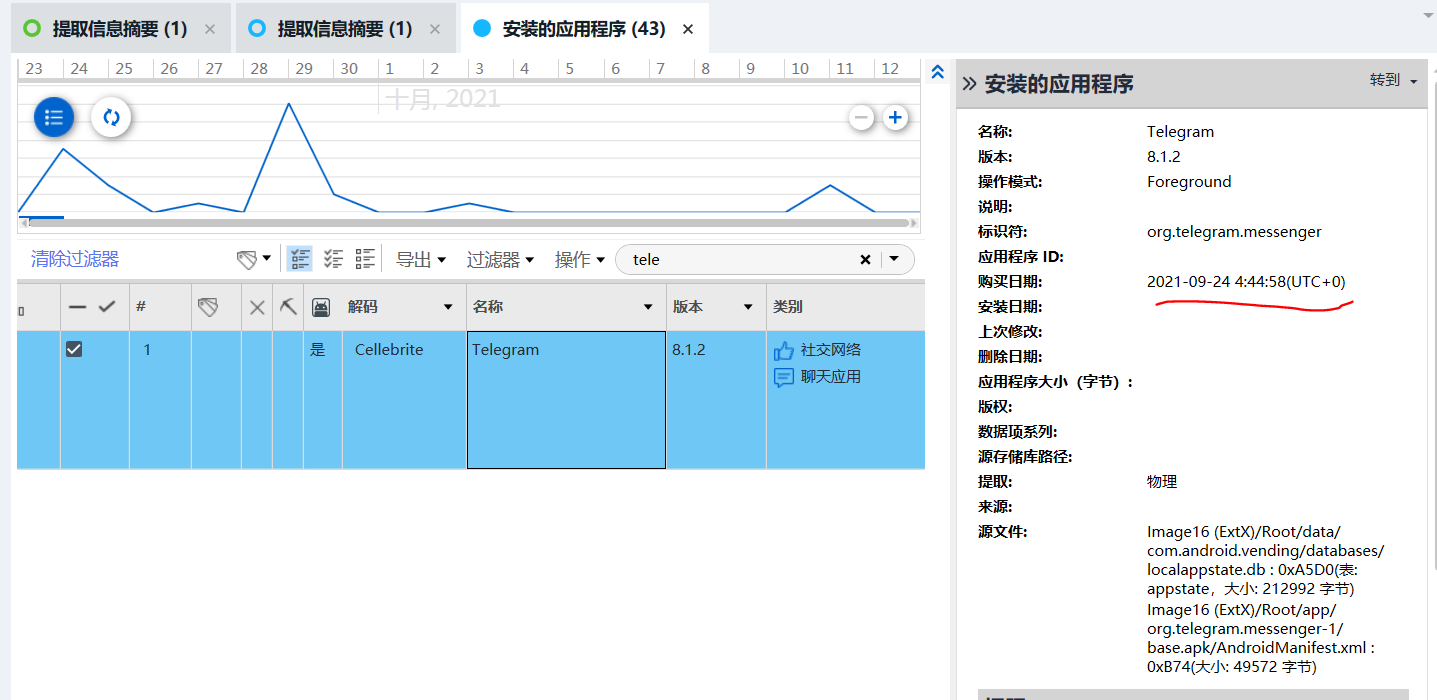 提取信息摘要 (1)
提取信息摘要 (1)
安装的应用程序 (43)
23 24 25 26 27 28 29 30 1 2 3 4 5 6 7 8 9 10 11 12
十月, 2021
清除过滤器
导出
过滤器
操作
tele
# 解码 名称 版本 类别
1 是 Cellebrite Telegram 8.1.2 社交网络
聊天应用
安装的应用程序
转到
名称: Telegram
版本: 8.1.2
操作模式: Foreground
说明:
标识符: org.telegram.messenger
应用程序 ID:
购买日期: 2021-09-24 4:44:58(UTC+0)
安装日期:
上次修改:
删除日期:
应用程序大小（字节）:
版权:
数据项系列:
源存储库路径:
提取: 物理
来源:
源文件: Image16 (ExtX)/Root/data/
com.android.vending/databases/
localappstate.db : 0xA5D0(表:
appstate，大小: 212992 字节)
Image16 (ExtX)/Root/app/
org.telegram.messenger-1/
base.apk/AndroidManifest.xml :
0xB74(大小: 49572 字节)